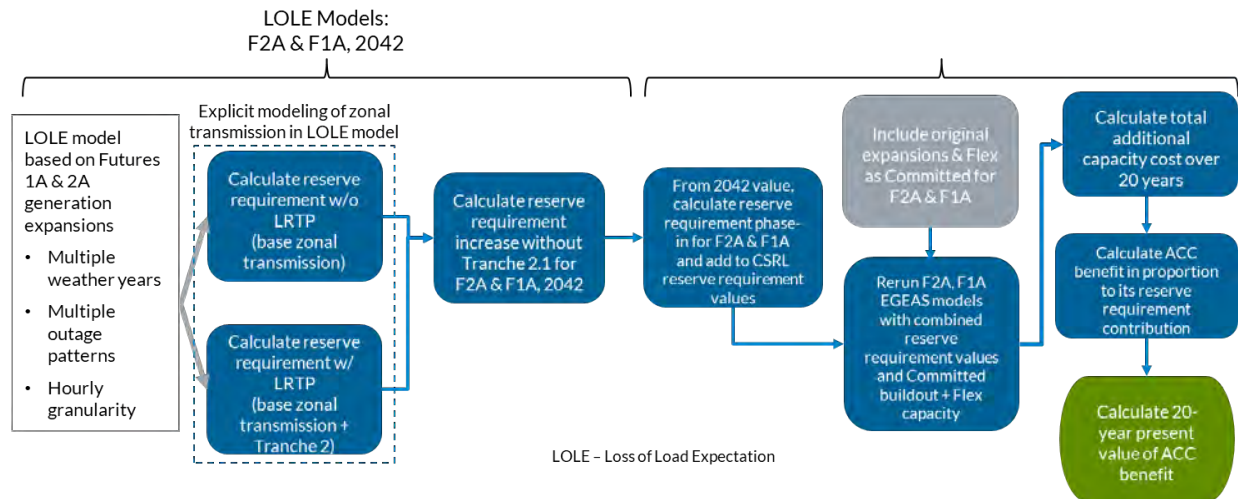 LOLE Models:
F2A & F1A, 2042
Explicit modeling of zonal
transmission in LOLE model
LOLE model
based on Futures
1A & 2A
generation
expansions
• Multiple
weather years
• Multiple
outage
patterns
• Hourly
granularity
Calculate reserve
requirement w/o
LRTP
(base zonal
transmission)
Calculate reserve
requirement w/
LRTP
(base zonal
transmission +
Tranche 2)
Calculate reserve
requirement
increase without
Tranche 2.1 for
F2A & F1A, 2042
From 2042 value,
calculate reserve
requirement phase-
in for F2A & F1A
and add to CSRL
reserve requirement
values
Include original
expansions & Flex
as Committed for
F2A & F1A
Rerun F2A, F1A
EGEAS models
with combined
reserve
requirement values
and Committed
buildout + Flex
capacity
Calculate total
additional
capacity cost over
20 years
Calculate ACC
benefit in proportion
to its reserve
requirement
contribution
Calculate 20-
year present
value of ACC
benefit
LOLE – Loss of Load Expectation